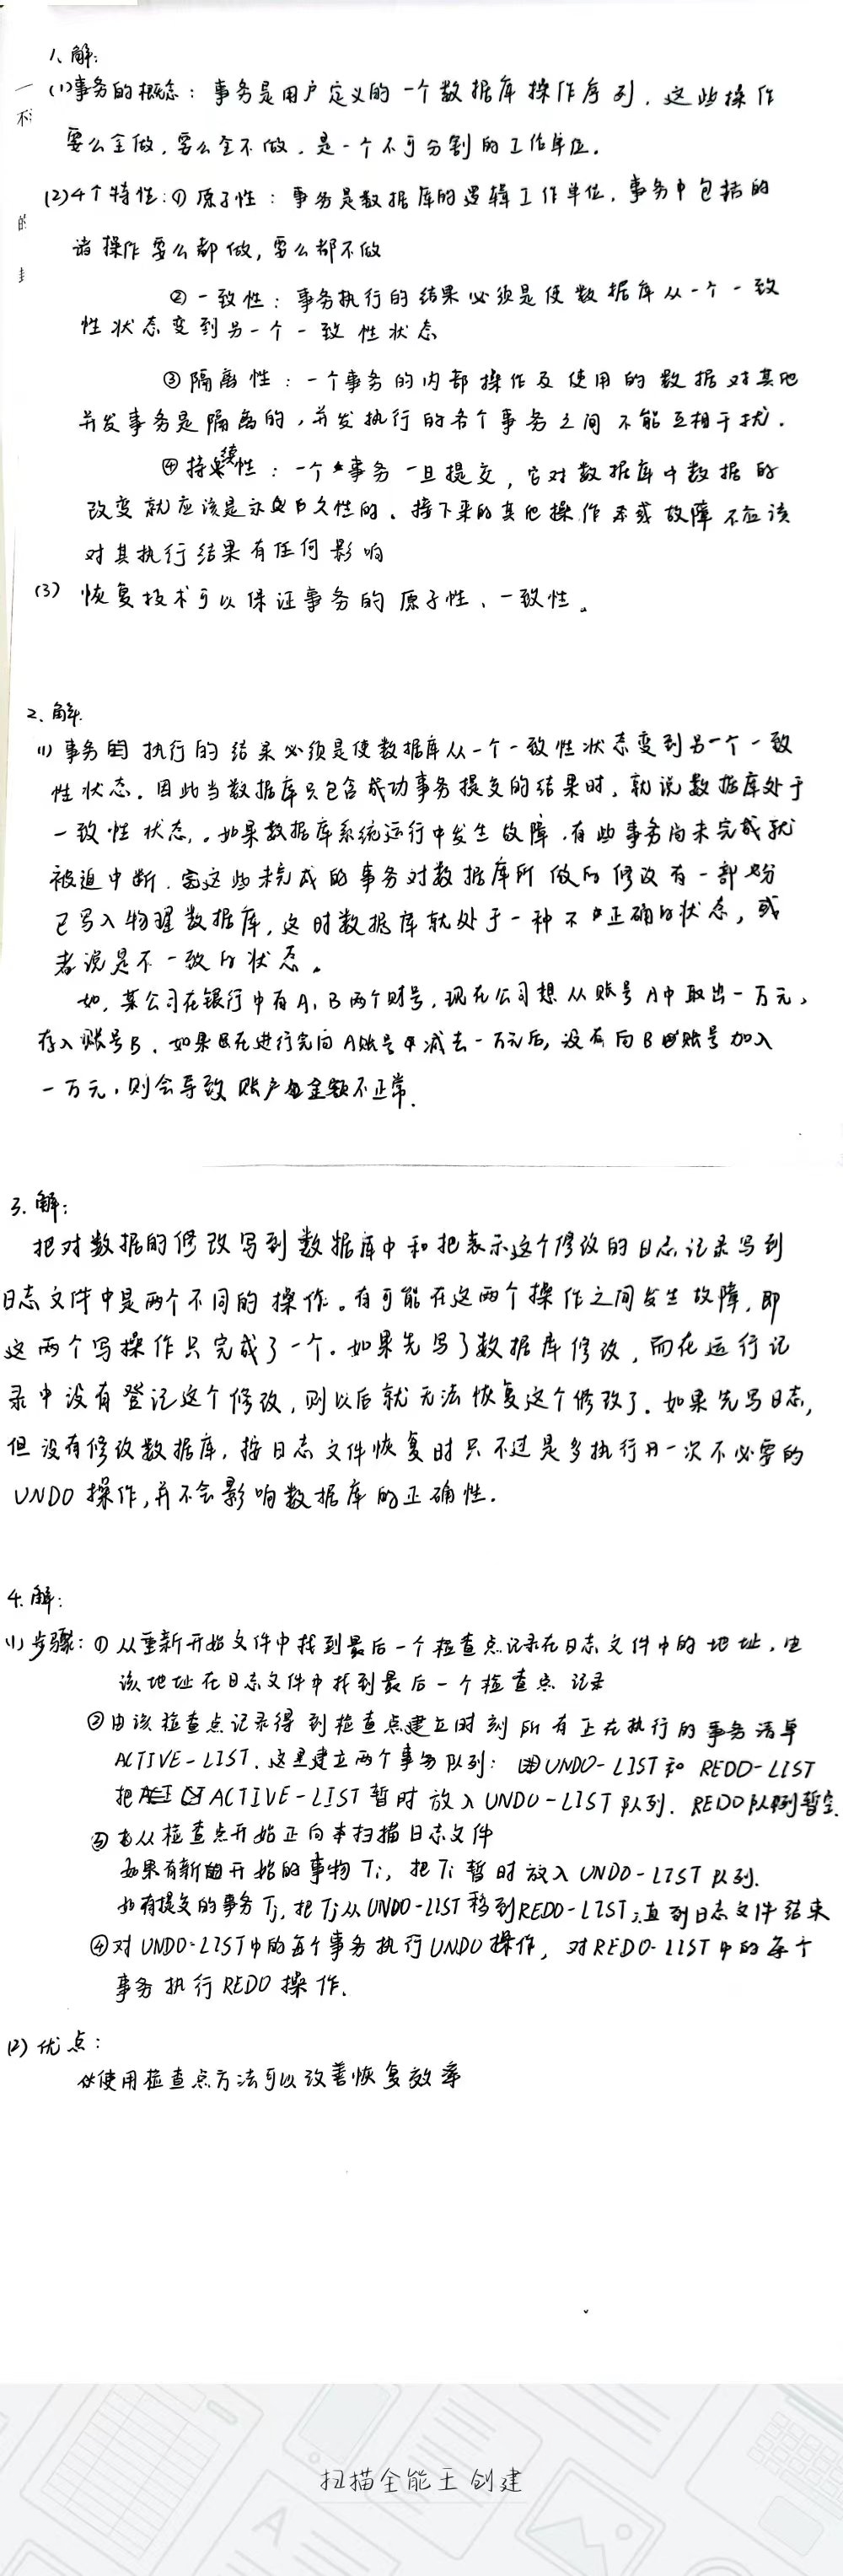 1、解:
一
(1)事务的概念：事务是用户定义的一个数据库操作序列，这些操作
不
要么全做，要么全不做，是一个不可分割的工作单位．
(2)4个特性:① 原子性：事务是数据库的逻辑工作单位，事务中包括的
的
诸操作要么都做，要么都不做
② 一致性：事务执行的结果必须是使数据库从一个一致
性状态变到另一个一致性状态
③ 隔离性：一个事务的内部操作及使用的数据对其他
并发事务是隔离的，并发执行的各个事务之间不能互相干扰．
④ 持续性：一个事务一旦提交，它对数据库中数据的
改变就应该是永久性的、接下来的其他操作或故障不应该
对其执行结果有任何影响
(3) 恢复技术可以保证事务的原子性、一致性。
2、解.
(1) 事务执行的结果必须是使数据库从一个一致性状态变到另一个一致
性状态．因此当数据库只包含成功事务提交的结果时，就说数据库处于
一致性状态．如果数据库系统运行中发生故障，有些事务尚未完成就
被迫中断，这些未完成的事务对数据库所做的修改有一部分
已写入物理数据库，这时数据库就处于一种不正确的状态，或
者说是不一致的状态。
如，某公司在银行中有A、B两个账号，现在公司想从账号A中取出一万元，
存入账号B．如果在进行完向A账号减去一万元后，没有向B账号加入
一万元，则会导致账户金额不正常．
3.解：
把对数据的修改写到数据库中和把表示这个修改的日志记录写到
日志文件中是两个不同的操作。有可能在这两个操作之间发生故障，即
这两个写操作只完成了一个．如果先写了数据库修改，而在运行记
录中没有登记这个修改，则以后就无法恢复这个修改了．如果先写日志，
但没有修改数据库，按日志文件恢复时只不过是多执行一次不必要的
UNDO 操作，并不会影响数据库的正确性．
4.解：
(1) 步骤：① 从重新开始文件中找到最后一个检查点记录在日志文件中的地址，由
该地址在日志文件中找到最后一个检查点记录
②由该检查点记录得到检查点建立时刻所有正在执行的事务清单
ACTIVE-LIST．这里建立两个事务队列：UNDO-LIST和 REDO-LIST
把ACTIVE-LIST暂时放入UNDO-LIST队列．REDO队列暂空.
③ 从检查点开始正向扫描日志文件
如果有新开始的事物Ti，把Ti暂时放入UNDO-LIST队列．
如有提交的事务Tj，把Tj从UNDO-LIST移到REDO-LIST;直到日志文件结束
④对UNDO-LIST中的每个事务执行UNDO操作，对REDO-LIST中的每个
事务执行REDO操作．
(2) 优点：
使用检查点方法可以改善恢复效率
扫描全能王 创建